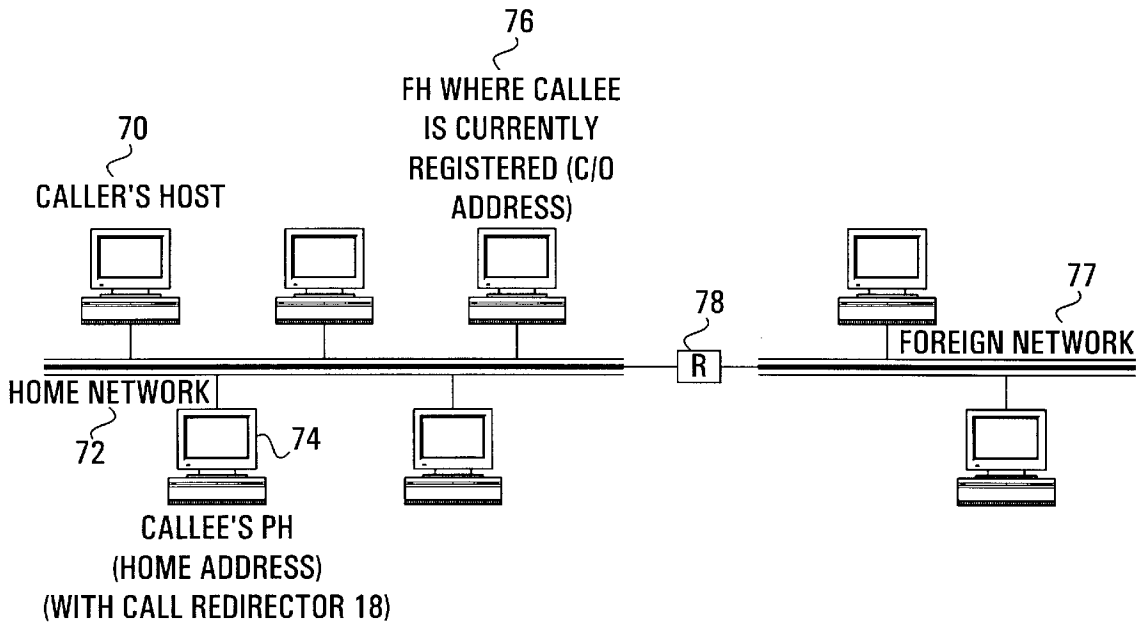 76
FH WHERE CALLEE
IS CURRENTLY
REGISTERED (C/O
ADDRESS)
70
CALLER'S HOST
77
FOREIGN NETWORK
78
R
HOME NETWORK
72
74
CALLEE'S PH
(HOME ADDRESS)
(WITH CALL REDIRECTOR 18)